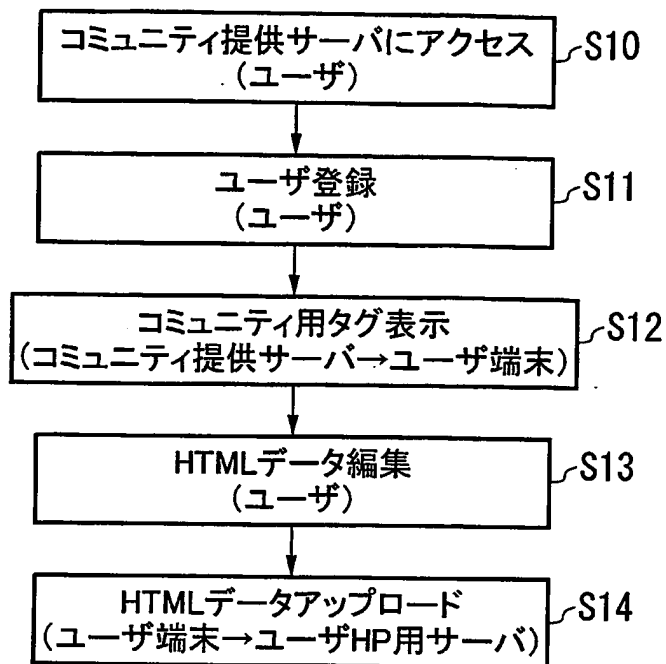 コミュニティ提供サーバにアクセス
(ユーザ)
S10
ユーザ登録
(ユーザ)
S11
コミュニティ用タグ表示
(コミュニティ提供サーバ→ユーザ端末)
S12
HTMLデータ編集
(ユーザ)
S13
HTMLデータアップロード
(ユーザ端末→ユーザHP用サーバ)
S14